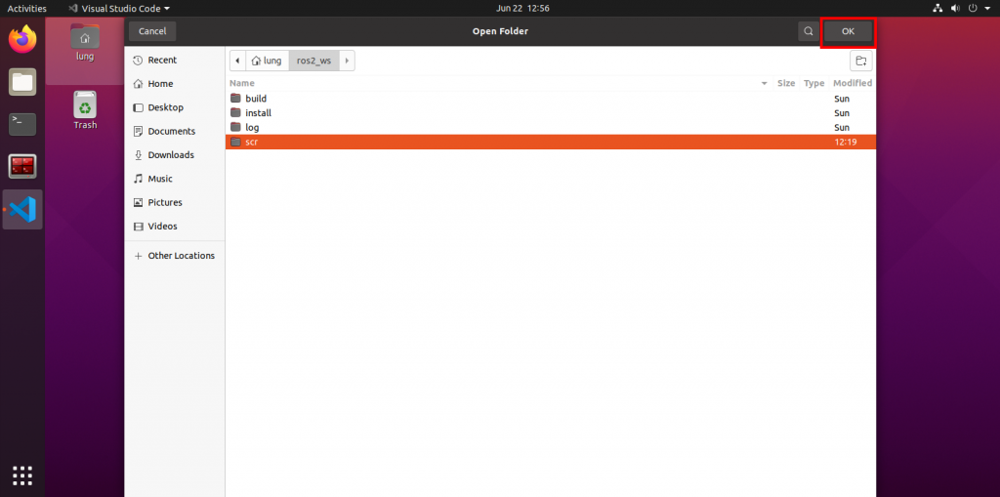 Activities Visual Studio Code Jun 22 12:56
lung
Trash
Cancel Open Folder OK
Recent
Home
Desktop
Documents
Downloads
Music
Pictures
Videos
Other Locations
lung ros2_ws
Name Size Type Modified
build Sun
install Sun
log Sun
scr 12:19